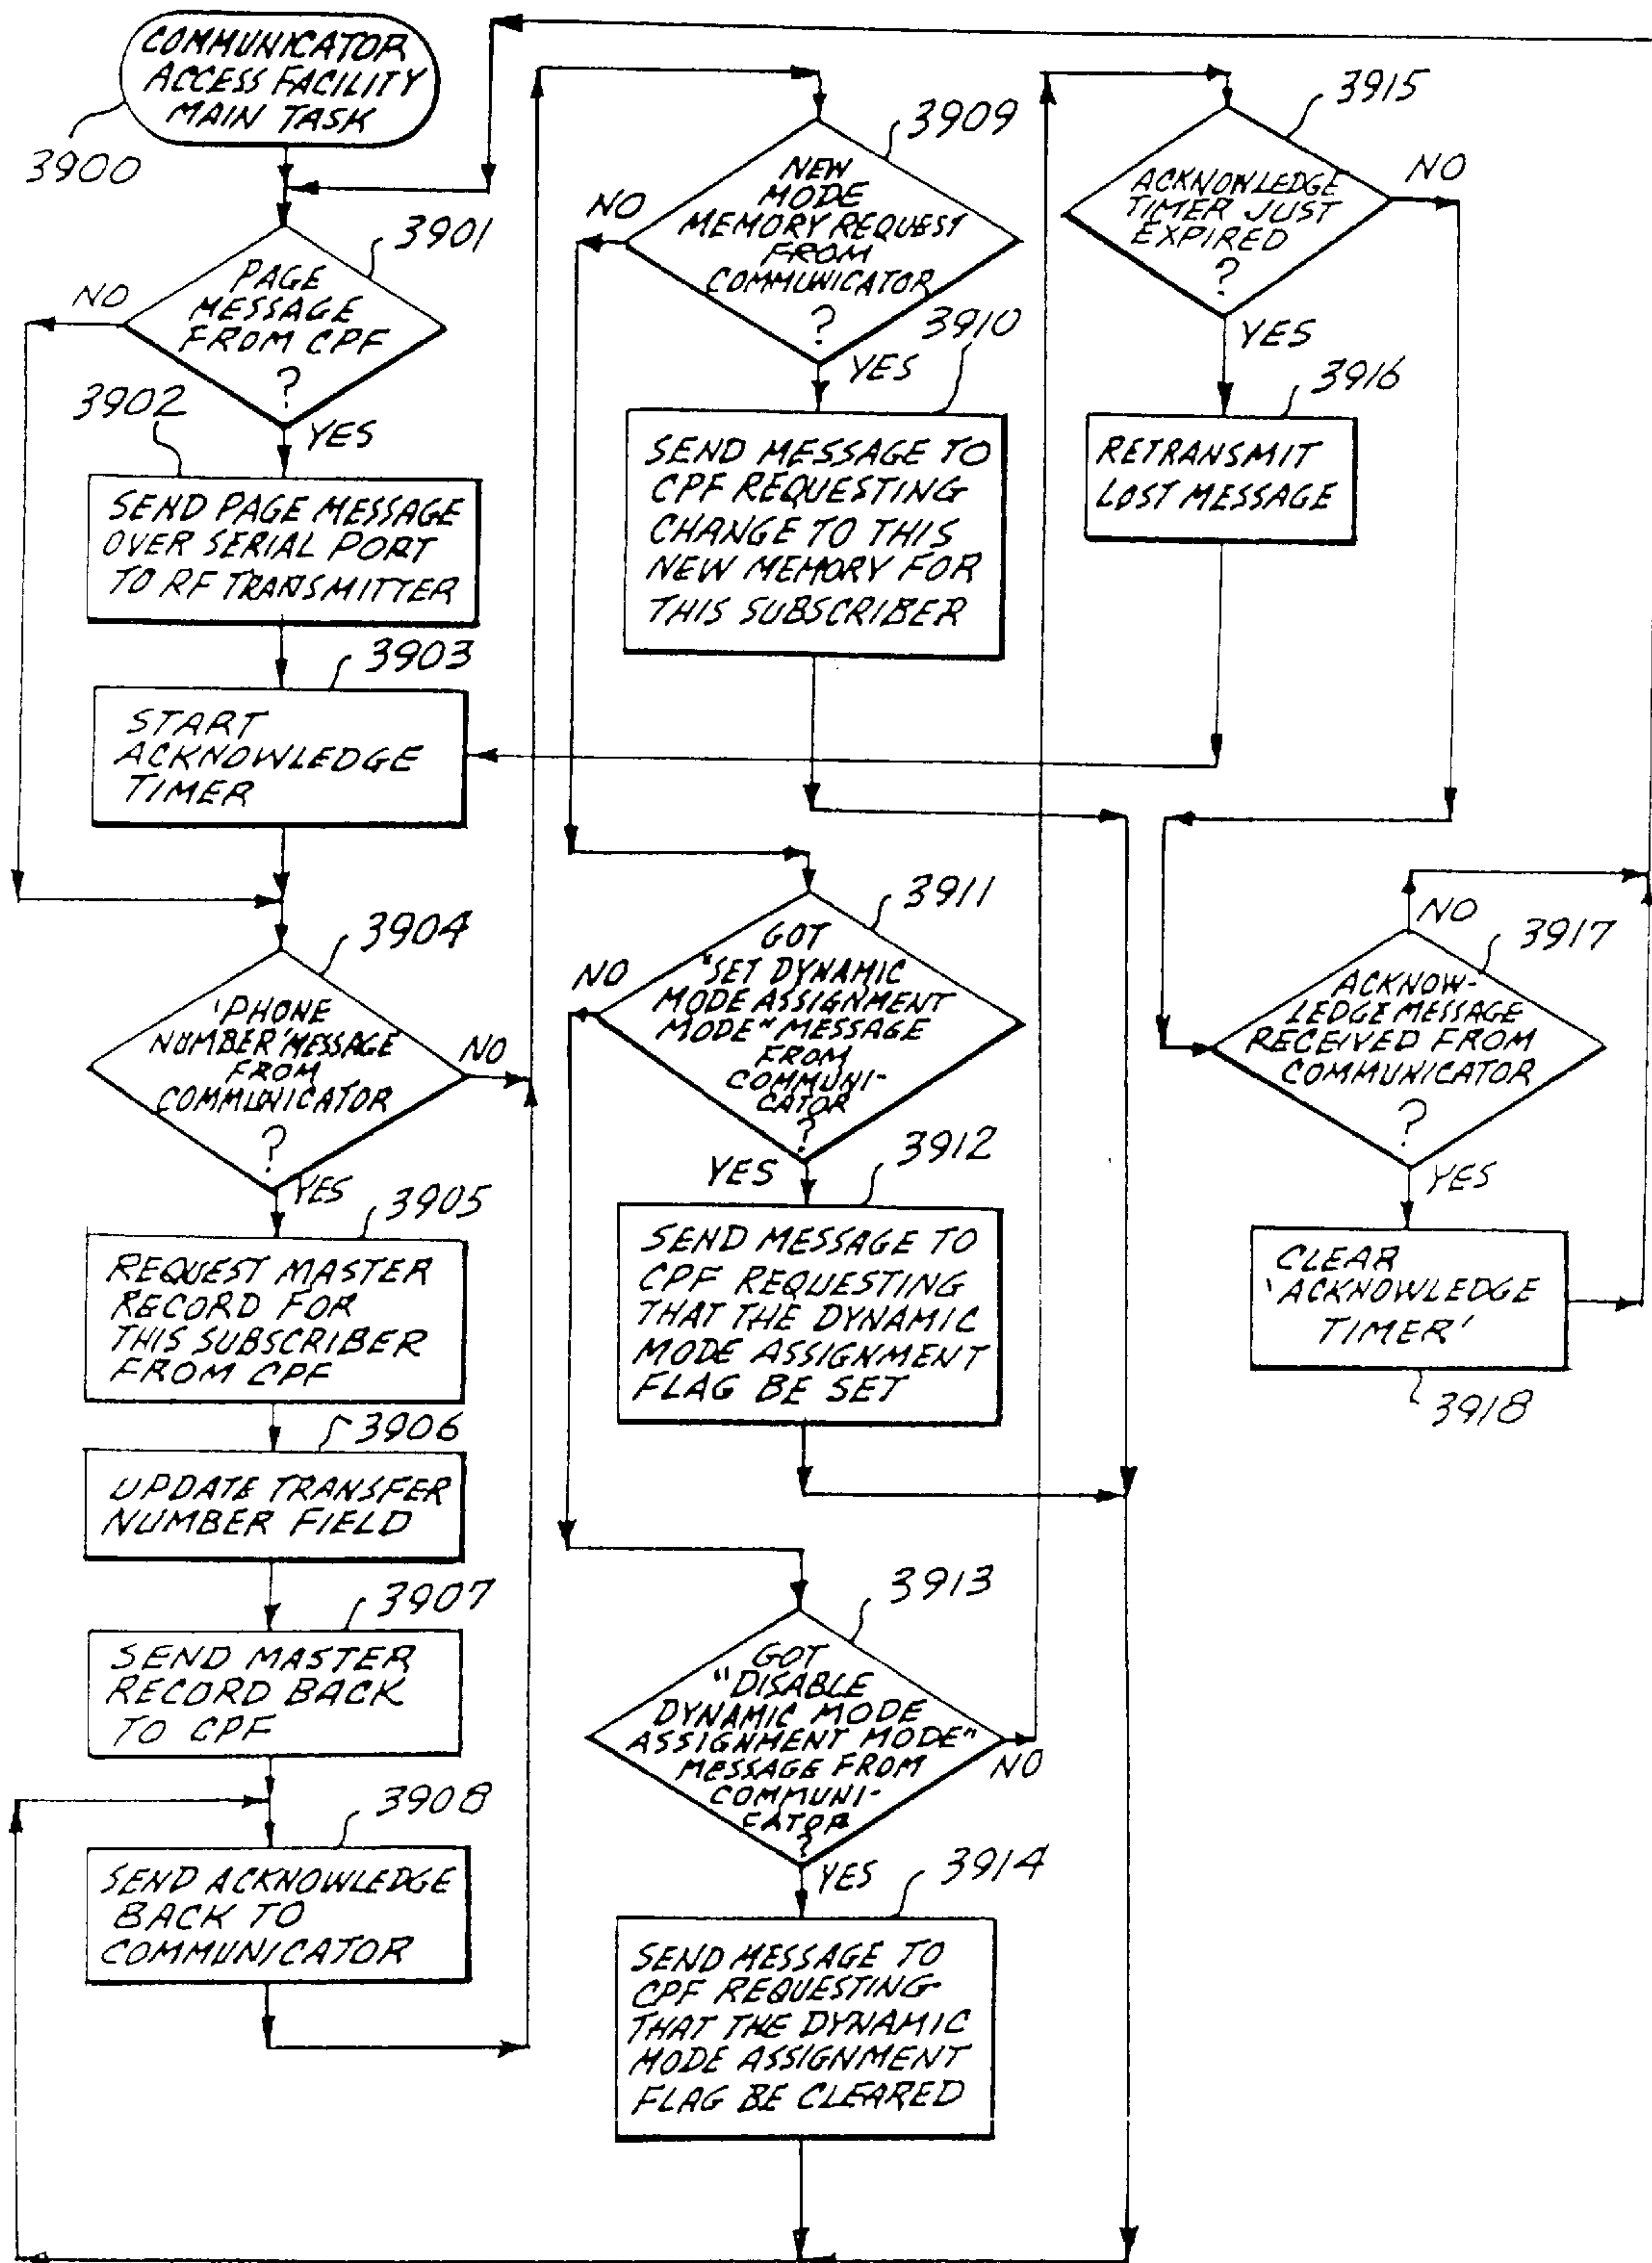 COMMUNICATOR
ACCESS FACILITY
MAIN TASK
3900
3901
PAGE
MESSAGE
FROM CPF
?
NO
YES
3902
SEND PAGE MESSAGE
OVER SERIAL PORT
TO RF TRANSMITTER
3903
START
ACKNOWLEDGE
TIMER
3904
'PHONE
NUMBER' MESSAGE
FROM
COMMUNICATOR
?
NO
YES
3905
REQUEST MASTER
RECORD FOR
THIS SUBSCRIBER
FROM CPF
3906
UPDATE TRANSFER
NUMBER FIELD
3907
SEND MASTER
RECORD BACK
TO CPF
3908
SEND ACKNOWLEDGE
BACK TO
COMMUNICATOR
3909
NEW
MODE
MEMORY REQUEST
FROM
COMMUNICATOR
?
NO
YES
3910
SEND MESSAGE TO
CPF REQUESTING
CHANGE TO THIS
NEW MEMORY FOR
THIS SUBSCRIBER
3911
GOT
"SET DYNAMIC
MODE ASSIGNMENT
MODE" MESSAGE
FROM
COMMUNI-
CATOR
?
NO
YES
3912
SEND MESSAGE TO
CPF REQUESTING
THAT THE DYNAMIC
MODE ASSIGNMENT
FLAG BE SET
3913
GOT
"DISABLE
DYNAMIC MODE
ASSIGNMENT MODE"
MESSAGE FROM
COMMUNI-
CATOR
?
NO
YES
3914
SEND MESSAGE TO
CPF REQUESTING
THAT THE DYNAMIC
MODE ASSIGNMENT
FLAG BE CLEARED
3915
ACKNOWLEDGE
TIMER JUST
EXPIRED
?
NO
YES
3916
RETRANSMIT
LOST MESSAGE
3917
ACKNOW-
LEDGE MESSAGE
RECEIVED FROM
COMMUNICATOR
?
NO
YES
CLEAR
'ACKNOWLEDGE
TIMER'
3918